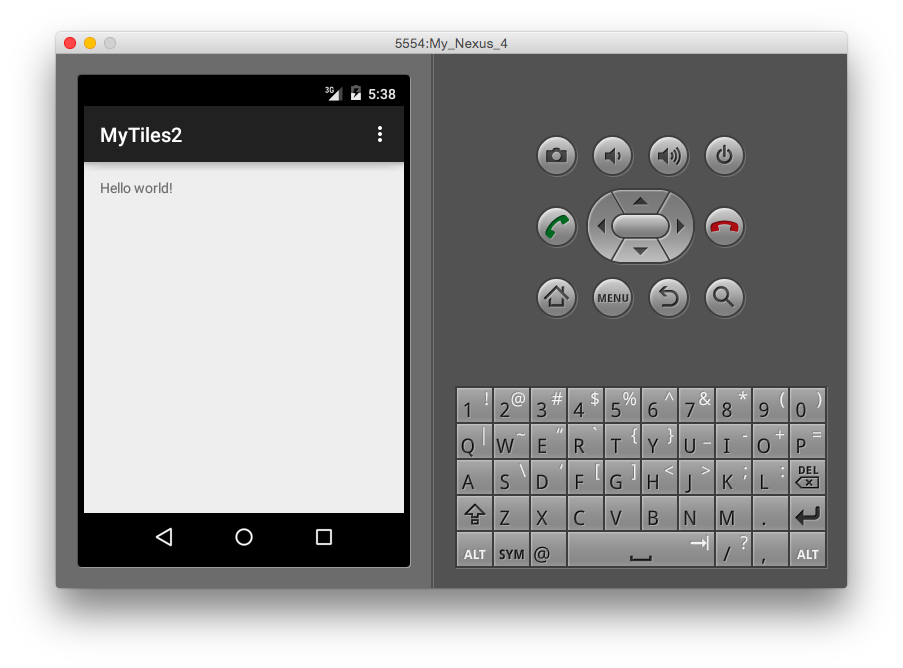 5554:My_Nexus_4
3G 5:38
MyTiles2
Hello world!
MENU
1 ! 2 @ 3 # 4 $ 5 % 6 ^ 7 & 8 * 9 ( 0 )
Q | W ~ E “ R ` T { Y } U _ I - O + P =
A S \ D ‘ F [ G ] H < J > K ; L : DEL
Z X C V B N M .
ALT SYM @ / ? , ALT